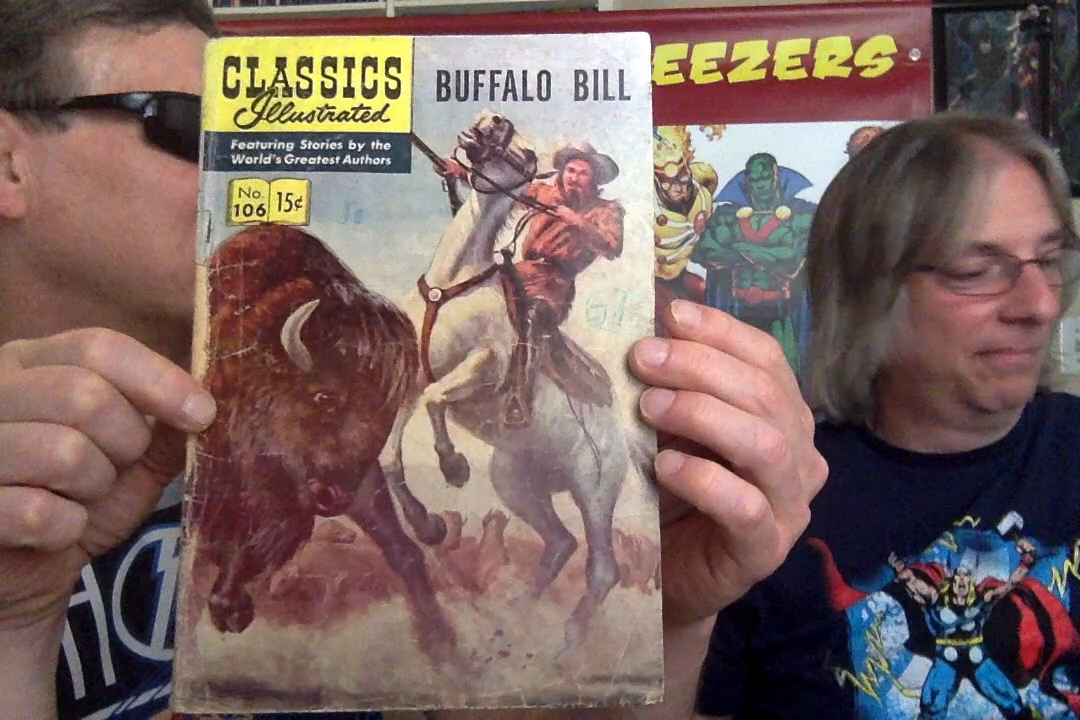 CLASSICS
Illustrated
BUFFALO BILL
Featuring Stories by the
World's Greatest Authors
No.
106
15¢
EEZERS